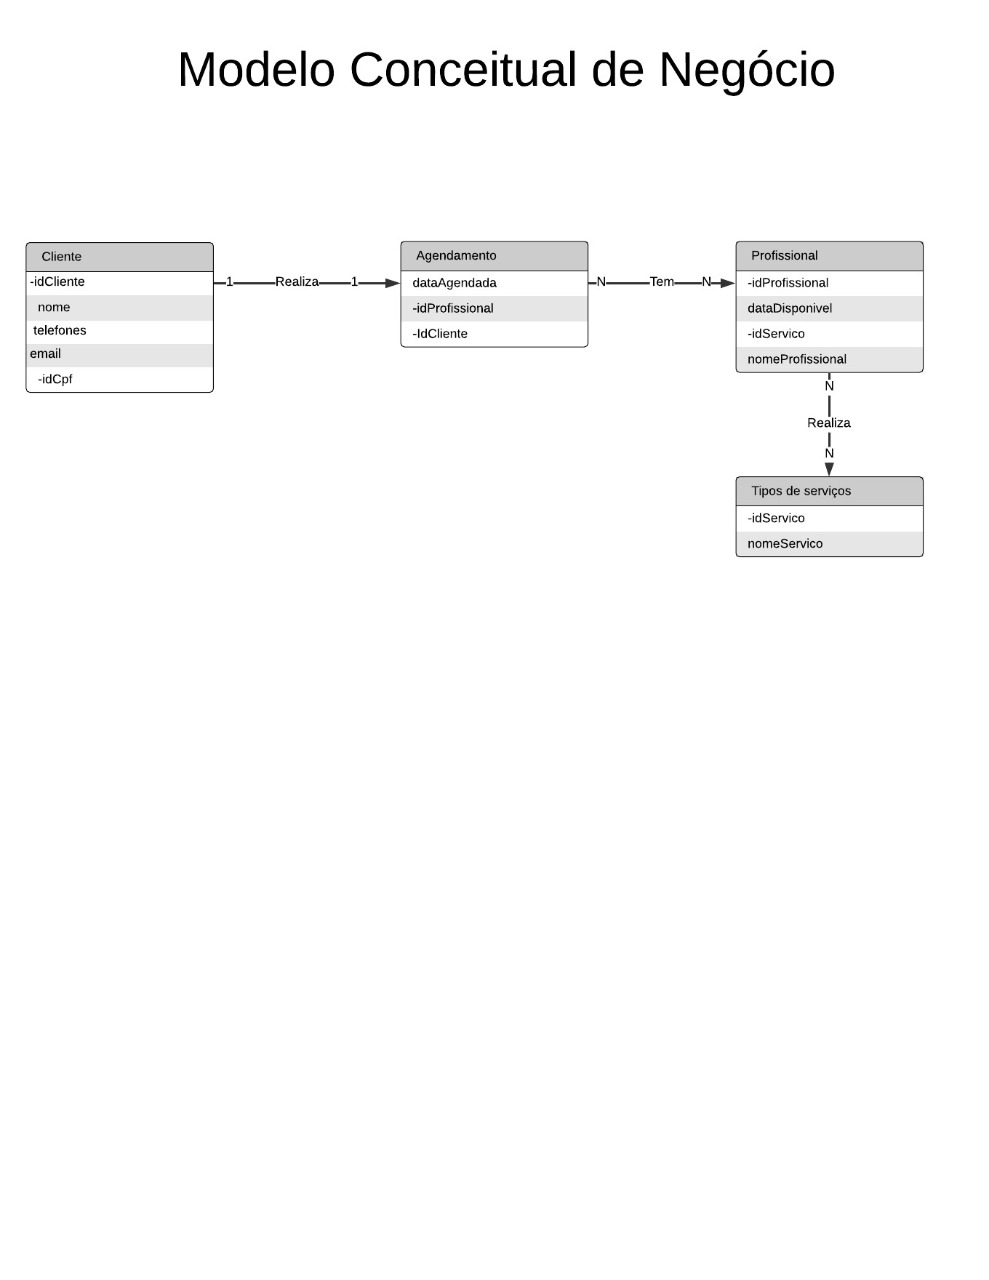 Modelo Conceitual de Negócio
Cliente
-idCliente
nome
telefones
email
-idCpf
1 Realiza 1
Agendamento
dataAgendada
-idProfissional
-IdCliente
N Tem N
Profissional
-idProfissional
dataDisponivel
-idServico
nomeProfissional
N
Realiza
N
Tipos de serviços
-idServico
nomeServico